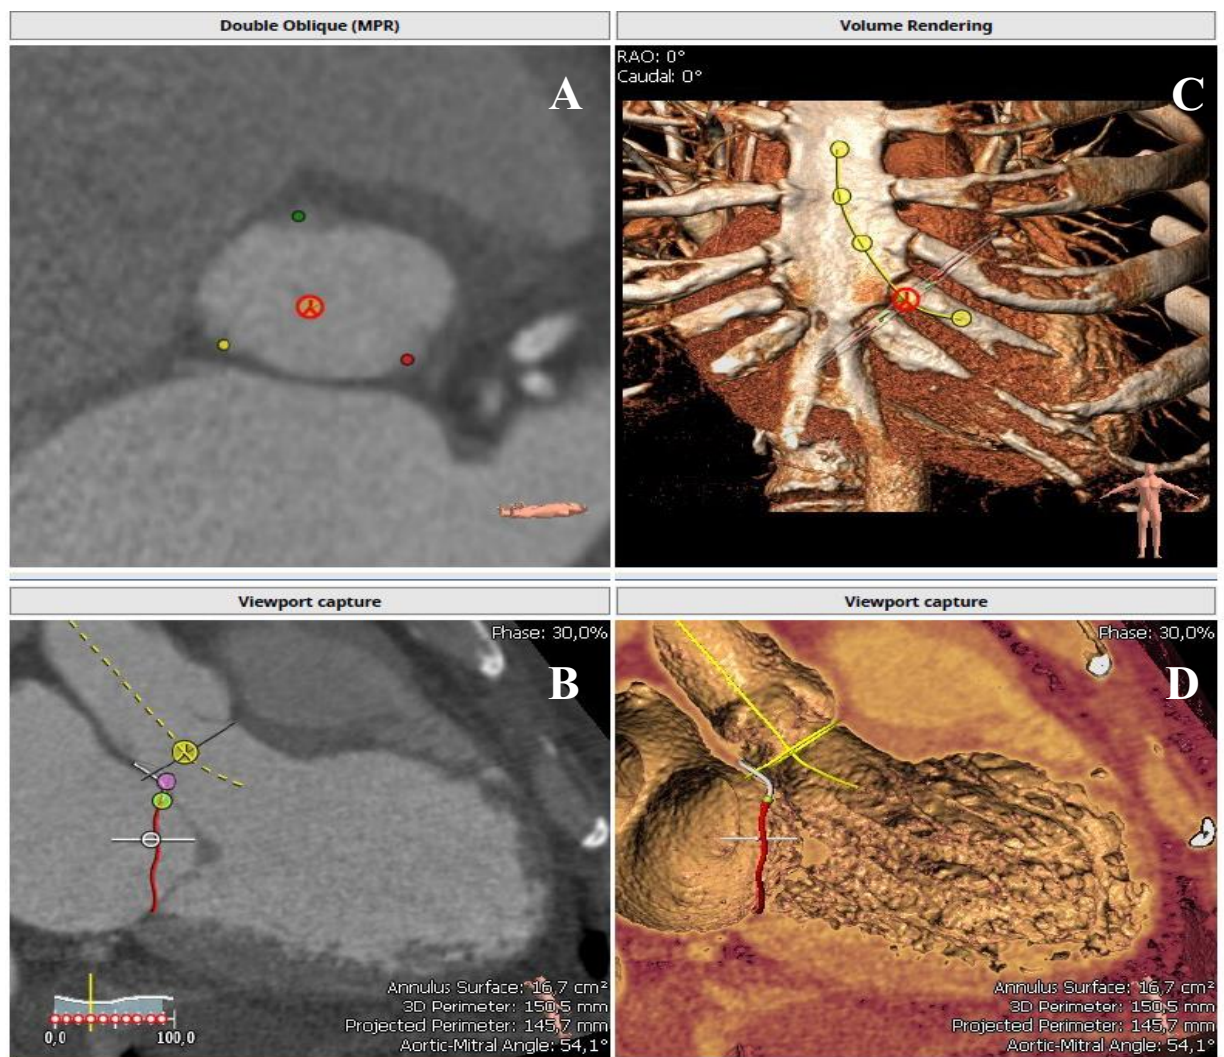 Double Oblique (MPR)
A
Volume Rendering
RAO: 0°
Caudal: 0°
C
Viewport capture
Phase: 30,0%
B
0,0
100,0
Annulus Surface: 16,7 cm²
3D Perimeter: 150,5 mm
Projected Perimeter: 145,7 mm
Aortic-Mitral Angle: 54,1°
Viewport capture
Phase: 30,0%
D
Annulus Surface: 16,7 cm²
3D Perimeter: 150,5 mm
Projected Perimeter: 145,7 mm
Aortic-Mitral Angle: 54,1°